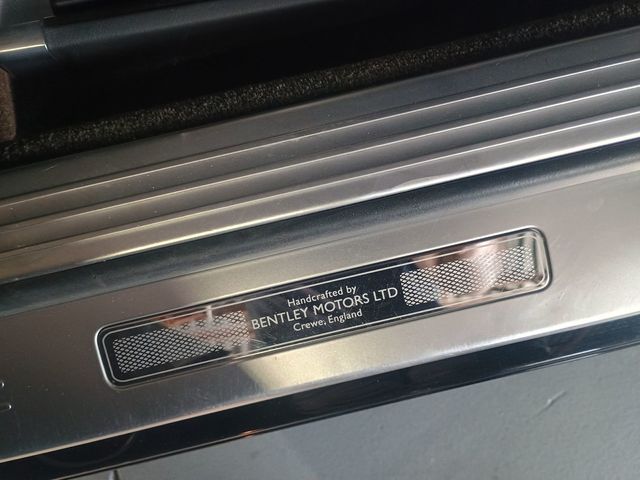 Handcrafted by
BENTLEY MOTORS LTD
Crewe, England